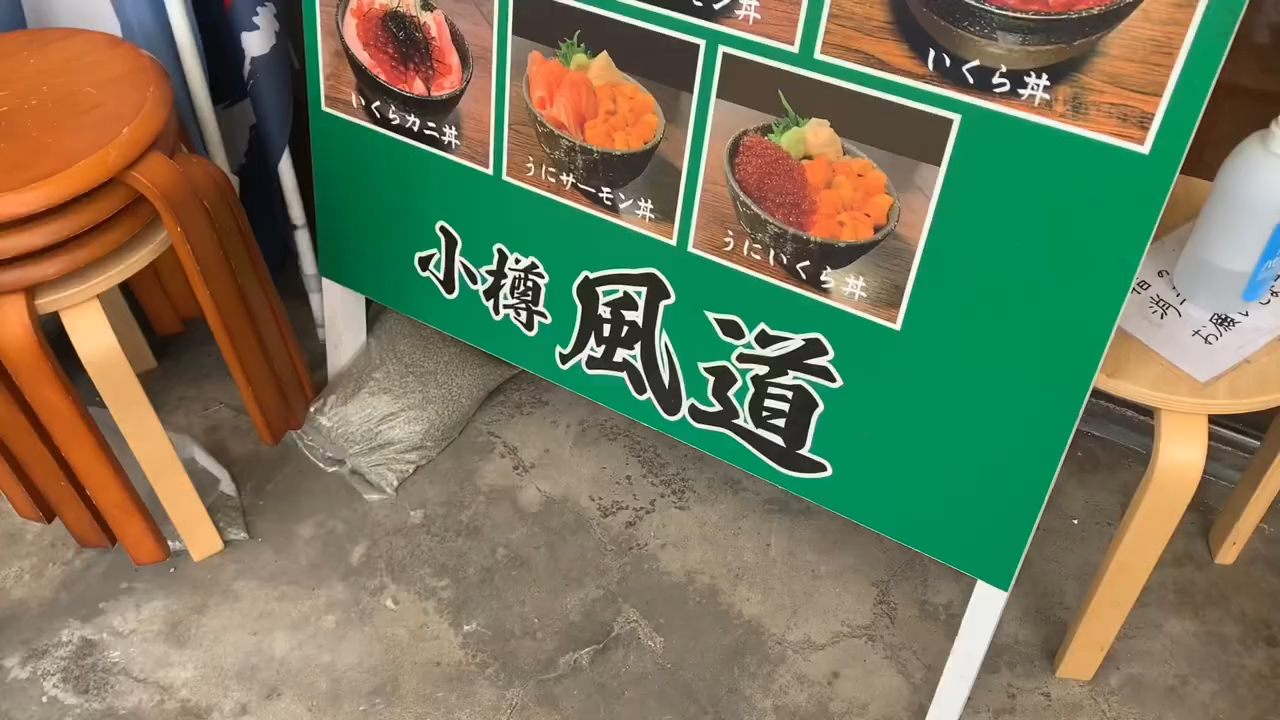 いくら丼
いくらカニ丼
うにサーモン丼
うにいくら丼
小樽 風道